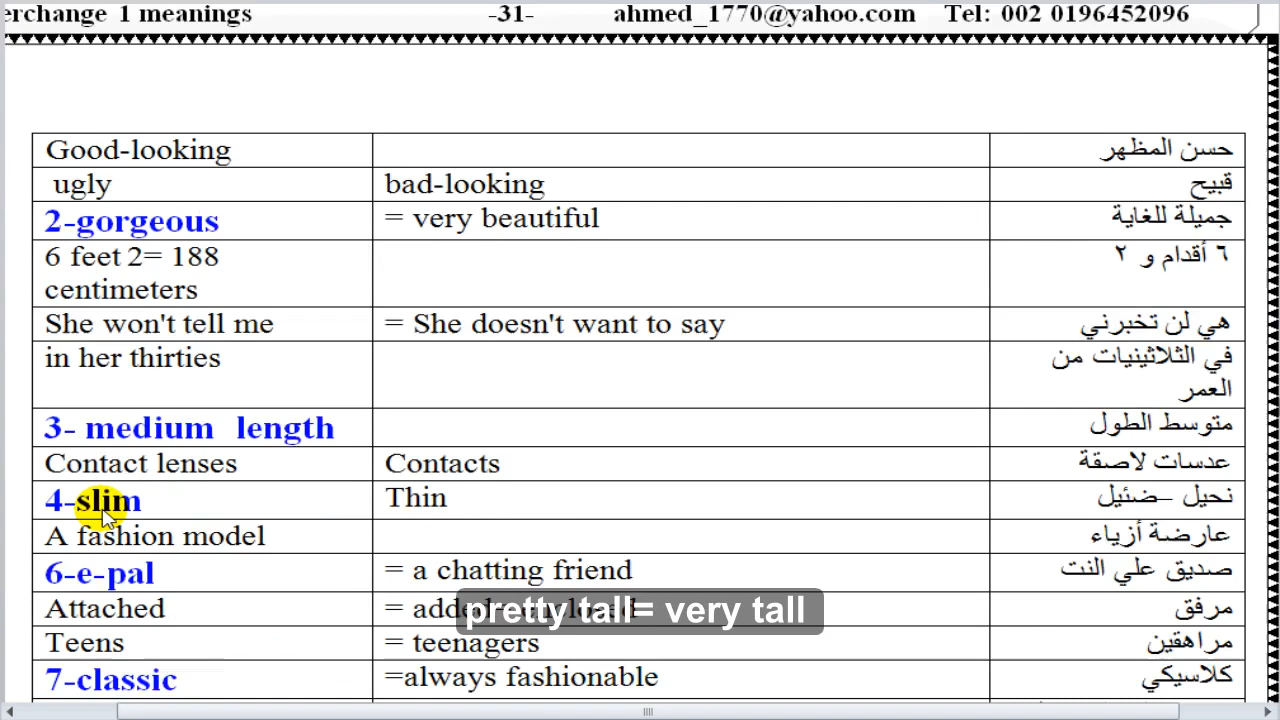 erchange 1 meanings -31- ahmed_1770@yahoo.com Tel: 002 0196452096
Good-looking حسن المظهر
ugly bad-looking قبيح
2-gorgeous = very beautiful جميلة للغاية
6 feet 2= 188 ٦ أقدام و ٢
centimeters
She won't tell me = She doesn't want to say هي لن تخبرني
in her thirties في الثلاثينيات من
العمر
3- medium length متوسط الطول
Contact lenses Contacts عدسات لاصقة
4-slim Thin نحيل –ضئيل
A fashion model عارضة أزياء
6-e-pal = a chatting friend صديق علي النت
Attached = added مرفق
pretty tall= very tall
Teens = teenagers مراهقين
7-classic =always fashionable كلاسيكي